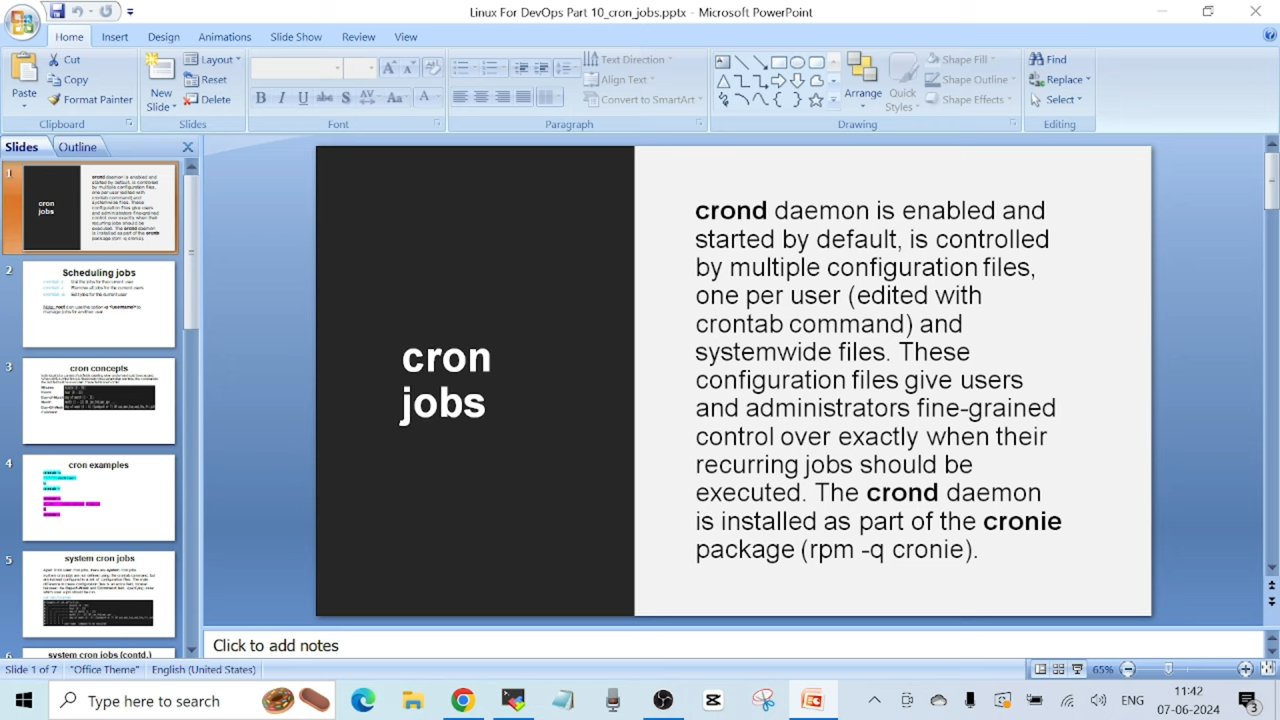 Linux For DevOps Part 10_cron_jobs.pptx - Microsoft PowerPoint
Home
Insert
Design
Animations
Slide Show
Review
View
Paste
Cut
Copy
Format Painter
Clipboard
New
Slide
Layout
Reset
Delete
Slides
Font
Text Direction
Align Text
Convert to SmartArt
Paragraph
Arrange
Quick
Styles
Shape Fill
Shape Outline
Shape Effects
Drawing
Find
Replace
Select
Editing
Slides
Outline
1
cron
jobs
2
Scheduling jobs
3
cron concepts
4
cron examples
5
system cron jobs
6
system cron jobs (contd.)
cron
jobs
crond daemon is enabled and
started by default, is controlled
by multiple configuration files,
one per user (edited with
crontab command) and
systemwide files. These
configuration files give users
and administrators fine-grained
control over exactly when their
recurring jobs should be
executed. The crond daemon
is installed as part of the cronie
package (rpm -q cronie).
Click to add notes
Slide 1 of 7
"Office Theme"
English (United States)
65%
Type here to search
ENG
11:42
07-06-2024
3